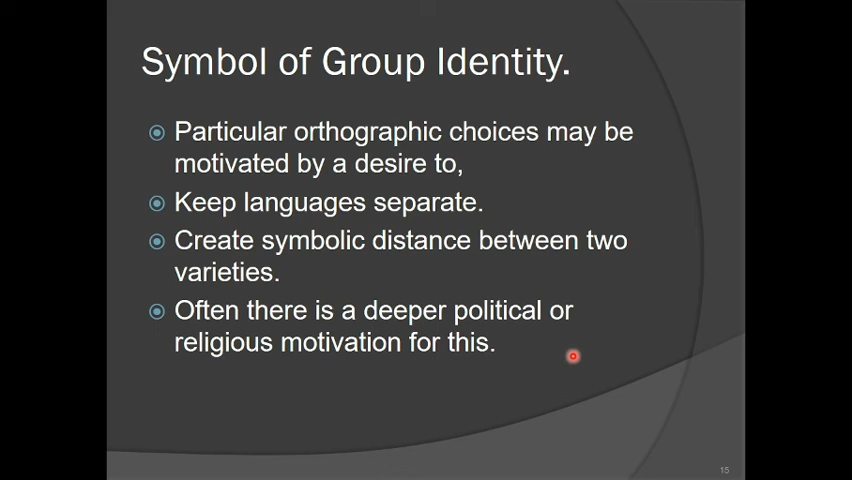 Symbol of Group Identity.
Particular orthographic choices may be
motivated by a desire to,
Keep languages separate.
Create symbolic distance between two
varieties.
Often there is a deeper political or
religious motivation for this.
15